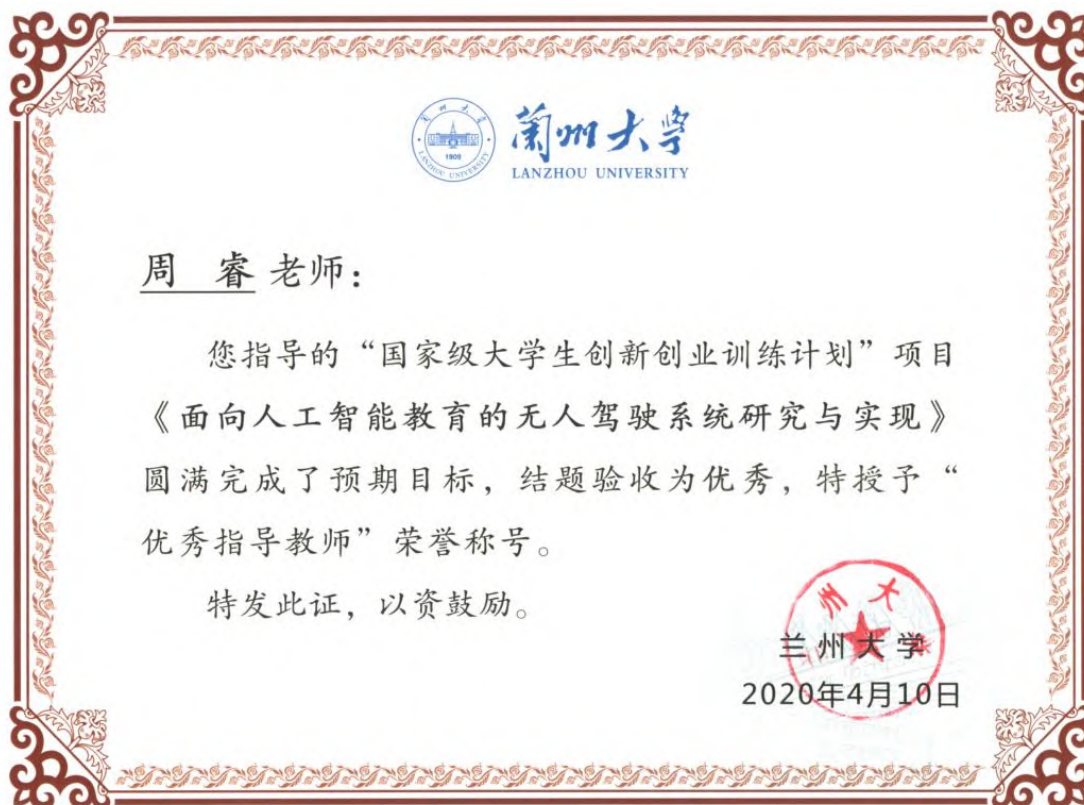 蘭州大学
1909
LANZHOU UNIVERSITY
LANZHOU UNIVERSITY
周 睿 老师：
您指导的“国家级大学生创新创业训练计划”项目
《面向人工智能教育的无人驾驶系统研究与实现》
圆满完成了预期目标，结题验收为优秀，特授予“
优秀指导教师”荣誉称号。
特发此证，以资鼓励。
州大
兰州大学
2020年4月10日